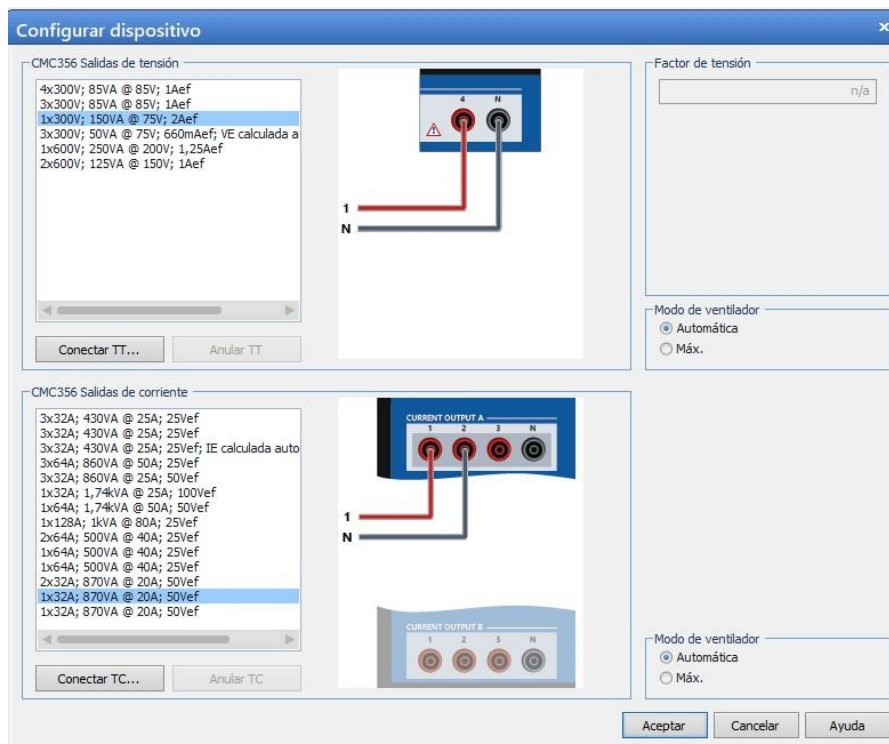 Configurar dispositivo
x
CMC356 Salidas de tensión
4x300V; 85VA @ 85V; 1Aef
3x300V; 85VA @ 85V; 1Aef
1x300V; 150VA @ 75V; 2Aef
3x300V; 50VA @ 75V; 660mAef; VE calculada a
1x600V; 250VA @ 200V; 1,25Aef
2x600V; 125VA @ 150V; 1Aef
4 N
1
N
Conectar TT...
Anular TT
Factor de tensión
n/a
Modo de ventilador
Automática
Máx.
CMC356 Salidas de corriente
3x32A; 430VA @ 25A; 25Vef
3x32A; 430VA @ 25A; 25Vef
3x32A; 430VA @ 25A; 25Vef; IE calculada auto
3x64A; 860VA @ 50A; 25Vef
3x32A; 860VA @ 25A; 50Vef
1x32A; 1,74kVA @ 25A; 100Vef
1x64A; 1,74kVA @ 50A; 50Vef
1x128A; 1kVA @ 80A; 25Vef
2x64A; 500VA @ 40A; 25Vef
1x64A; 500VA @ 40A; 25Vef
1x64A; 500VA @ 40A; 25Vef
2x32A; 870VA @ 20A; 50Vef
1x32A; 870VA @ 20A; 50Vef
1x32A; 870VA @ 20A; 50Vef
CURRENT OUTPUT A
1 2 3 N
1
N
CURRENT OUTPUT B
1 2 3 N
Conectar TC...
Anular TC
Modo de ventilador
Automática
Máx.
Aceptar
Cancelar
Ayuda